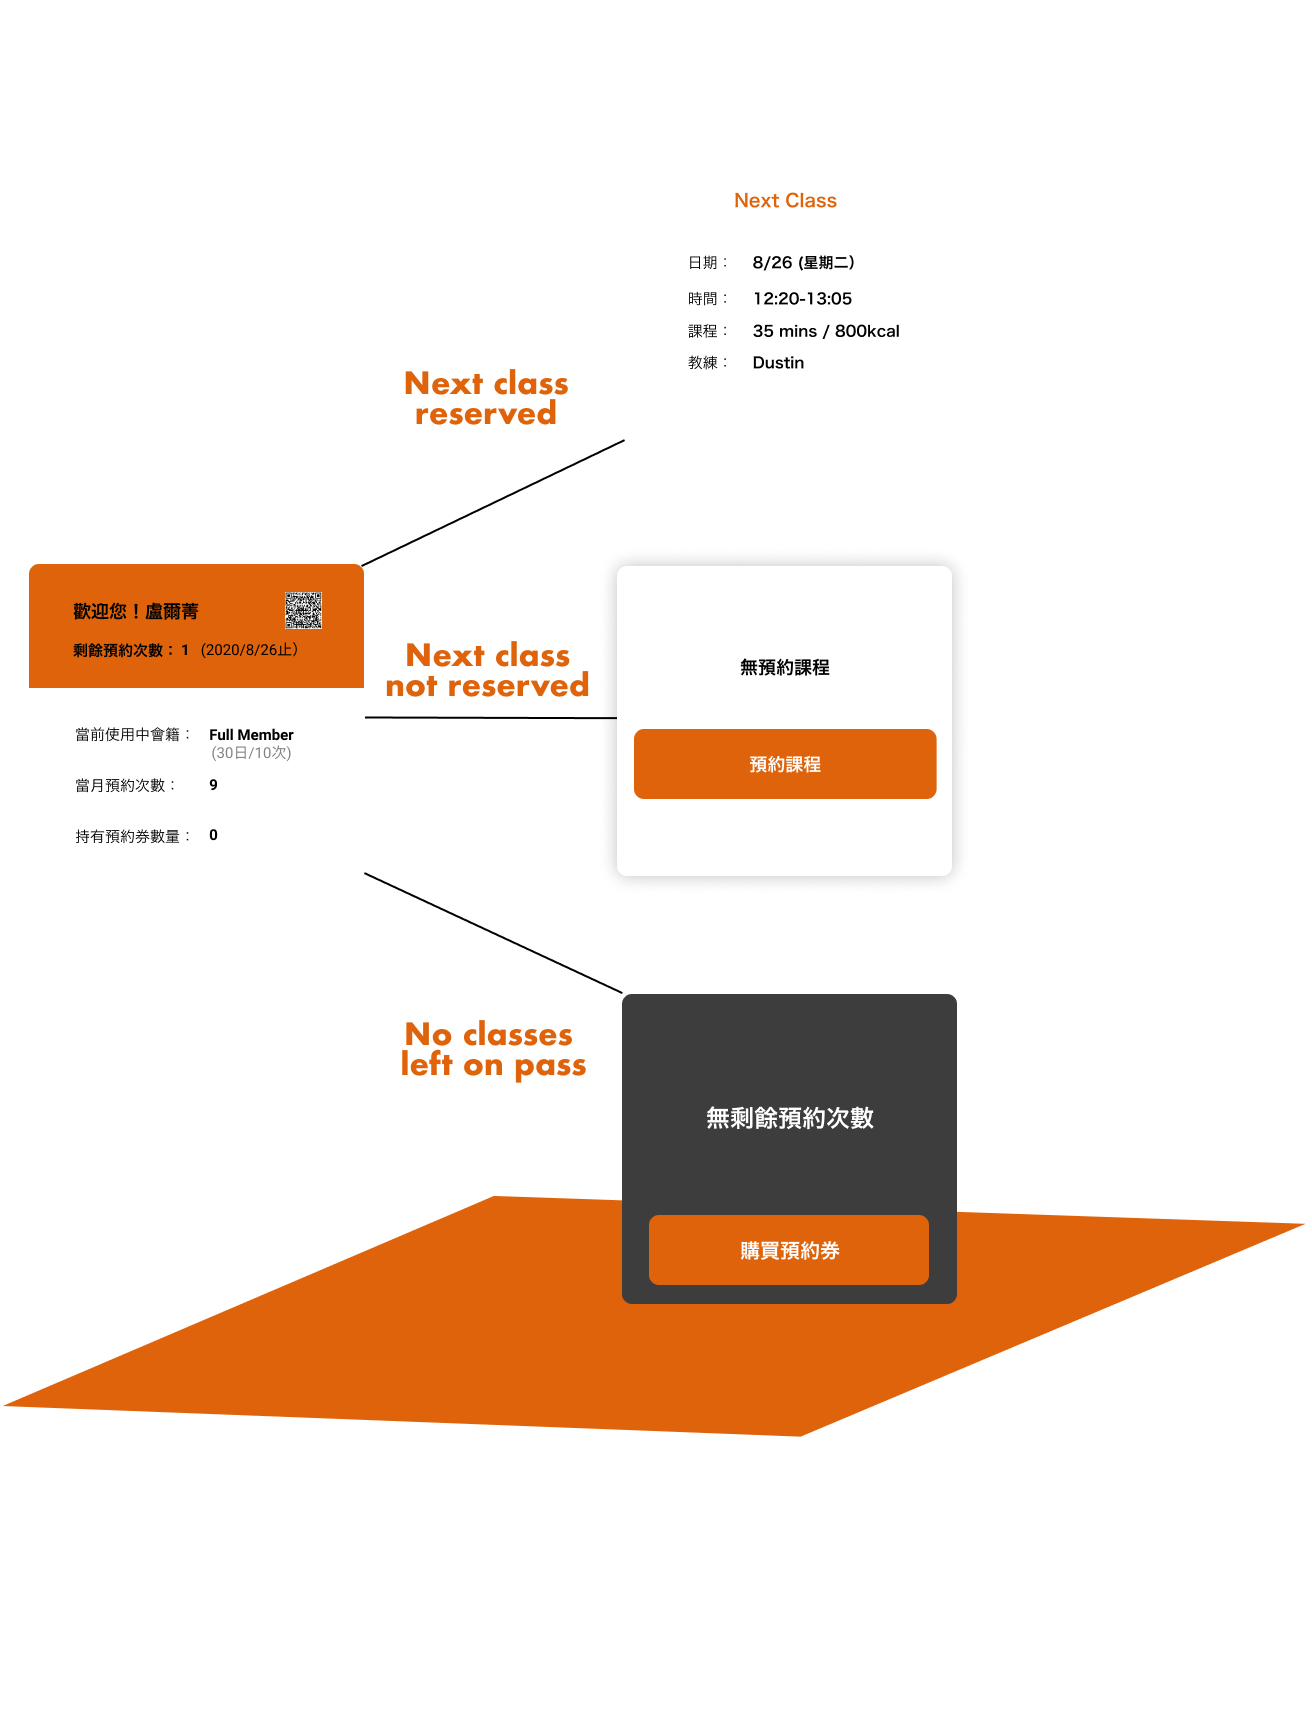 Next Class
日期： 8/26 (星期二）
時間： 12:20-13:05
課程： 35 mins / 800kcal
教練： Dustin
Next class
reserved
歡迎您！盧爾菁
剩餘預約次數： 1 (2020/8/26止）
當前使用中會籍： Full Member
(30日/10次)
當月預約次數： 9
持有預約券數量： 0
Next class
not reserved
無預約課程
預約課程
No classes
left on pass
無剩餘預約次數
購買預約券